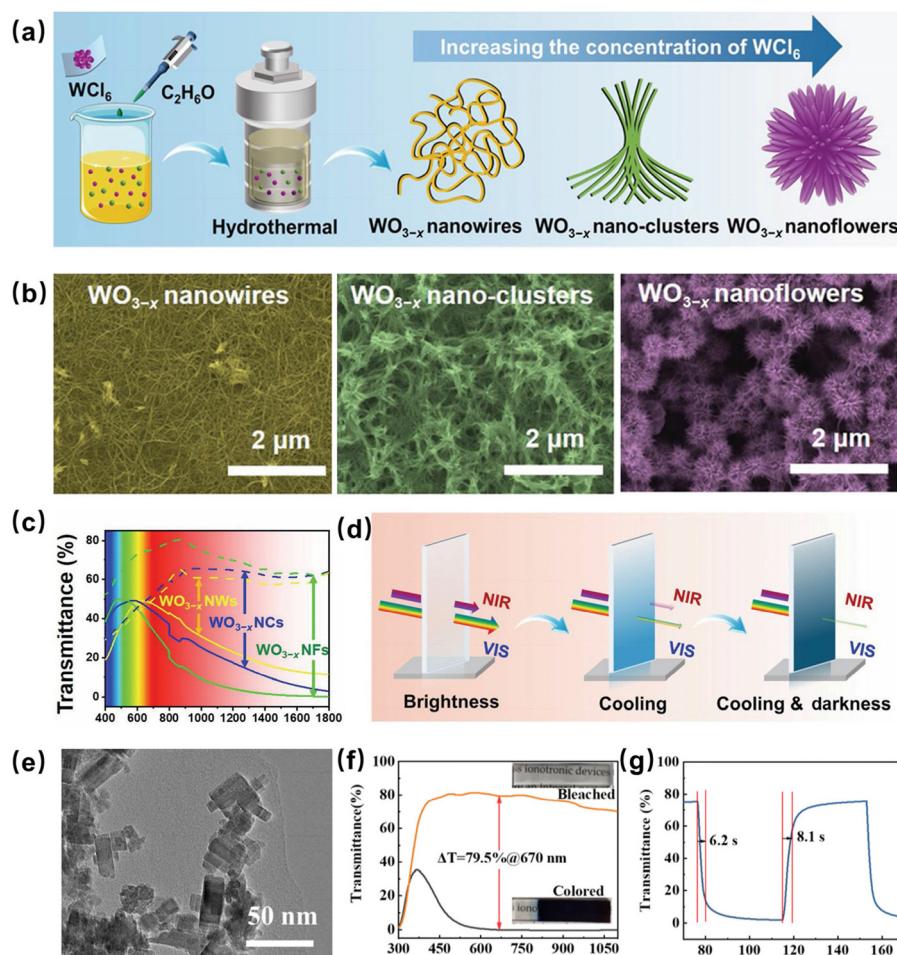 (a)
Increasing the concentration of WCl₆
WCl₆
C₂H₆O
Hydrothermal
WO₃₋ₓ nanowires
WO₃₋ₓ nano-clusters
WO₃₋ₓ nanoflowers
(b)
WO₃₋ₓ nanowires
2 μm
WO₃₋ₓ nano-clusters
2 μm
WO₃₋ₓ nanoflowers
2 μm
(c)
Transmittance (%)
80
60
40
20
0
WO₃₋ₓ NWs
WO₃₋ₓ NCs
WO₃₋ₓ NFs
400 600 800 1000 1200 1400 1600 1800
(d)
NIR
VIS
Brightness
NIR
VIS
Cooling
NIR
VIS
Cooling & darkness
(e)
50 nm
(f)
Transmittance (%)
100
80
60
40
20
0
ss ionotronic devices
Bleached
ΔT=79.5%@670 nm
Colored
iono
300 450 600 750 900 1050
(g)
Transmittance (%)
100
80
60
40
20
0
6.2 s
8.1 s
80 100 120 140 160